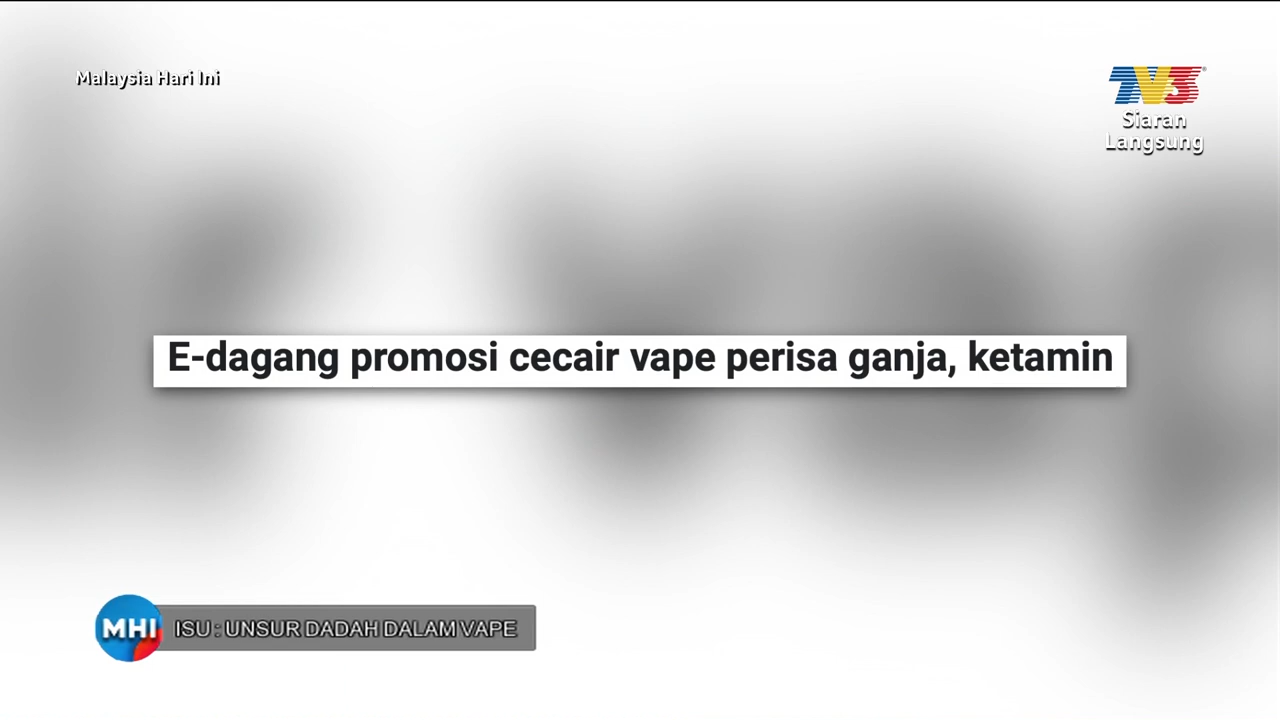 Malaysia Hari Ini
TV3
Siaran
Langsung
E-dagang promosi cecair vape perisa ganja, ketamin
MHI
ISU : UNSUR DADAH DALAM VAPE